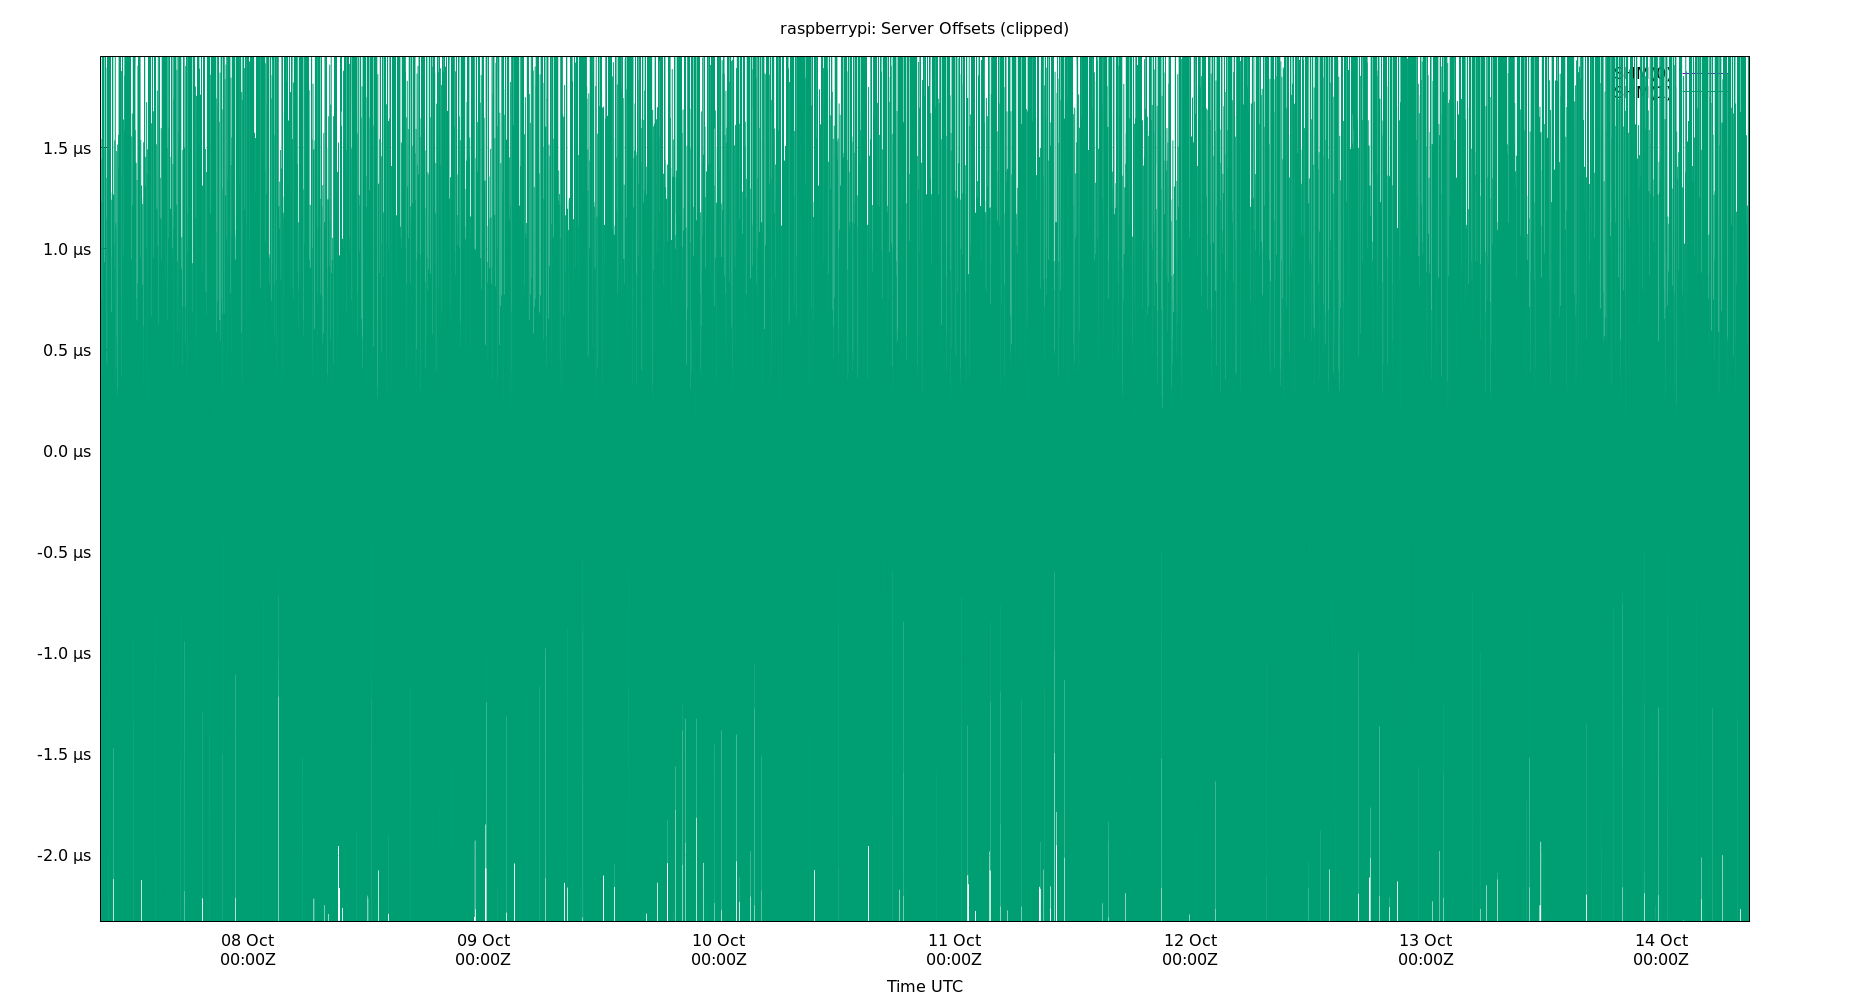 raspberrypi: Server Offsets (clipped)
SHM(0)
1.5 µs
1.0 µs
0.5 µs
0.0 µs
-0.5 µs
-1.0 µs
-1.5 µs
-2.0 µs
08 Oct 09 Oct 10 Oct 11 Oct 12 Oct 13 Oct 14 Oct
00:00Z 00:00Z 00:00Z 00:00Z 00:00Z 00:00Z 00:00Z
Time UTC